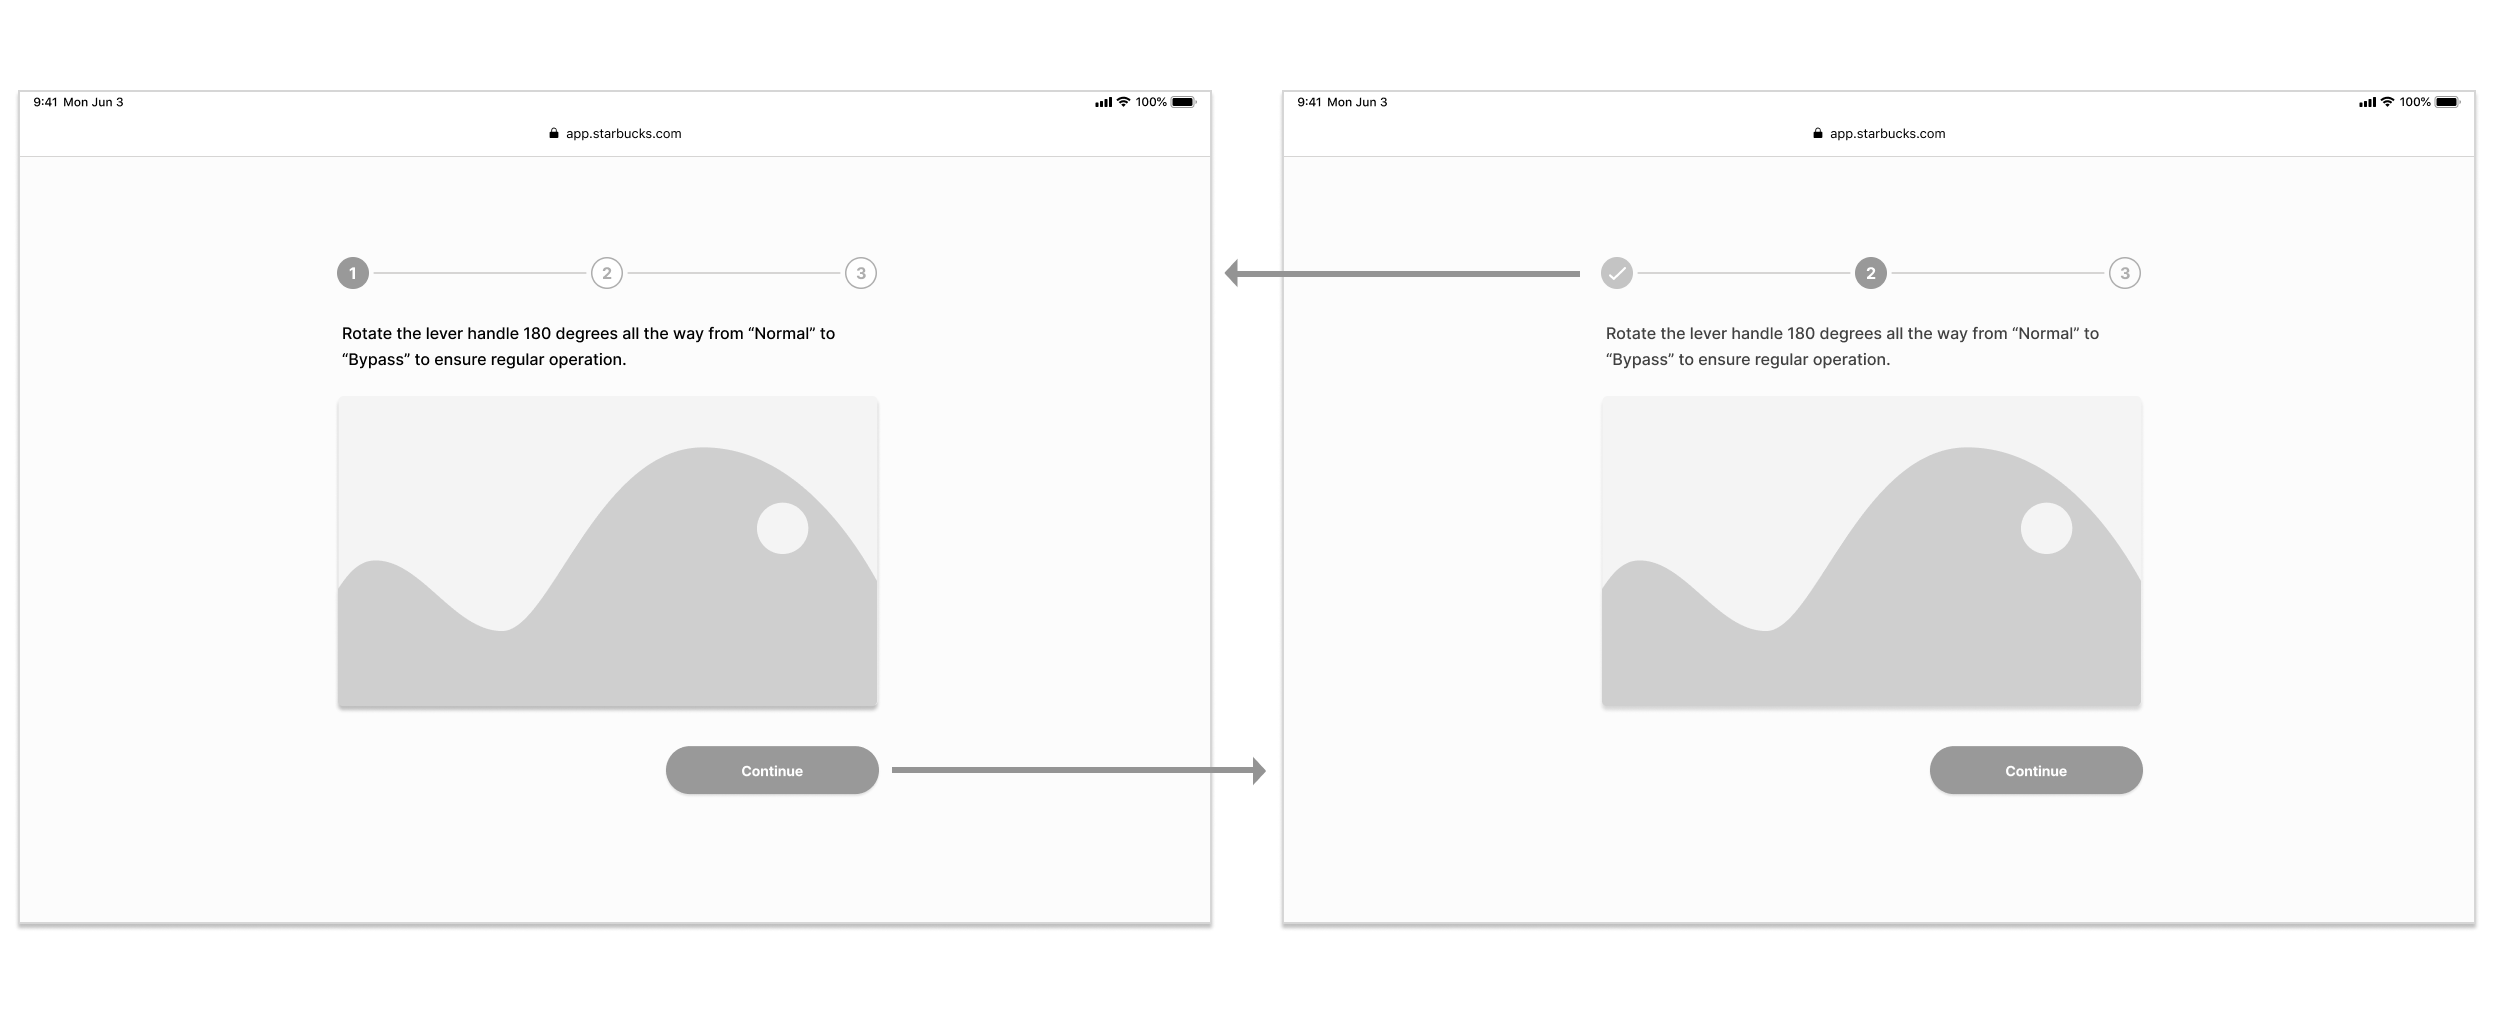 9:41 Mon Jun 3
100%
app.starbucks.com
1
2
3
Rotate the lever handle 180 degrees all the way from “Normal” to
“Bypass” to ensure regular operation.
Continue
9:41 Mon Jun 3
100%
app.starbucks.com
2
3
Rotate the lever handle 180 degrees all the way from “Normal” to
“Bypass” to ensure regular operation.
Continue